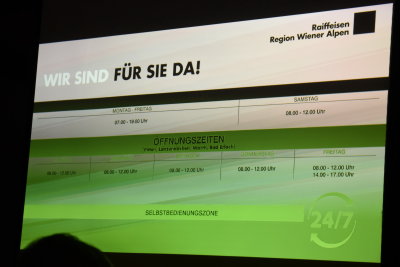 Raiffeisen
Region Wiener Alpen
WIR SIND FÜR SIE DA!
MONTAG - FREITAG
SAMSTAG
07.00 - 19.00 Uhr
08.00 - 12.00 Uhr
ÖFFNUNGSZEITEN
Bad Erlach)
DONNERSTAG
FREITAG
08.00 - 12.00 Uhr
08.00 - 12.00 Uhr
08.00 - 12.00 Uhr
08.00 - 12.00 Uhr
08.00 - 12.00 Uhr
14.00 - 17.00 Uhr
SELBSTBEDIENUNGSZONE
24/7